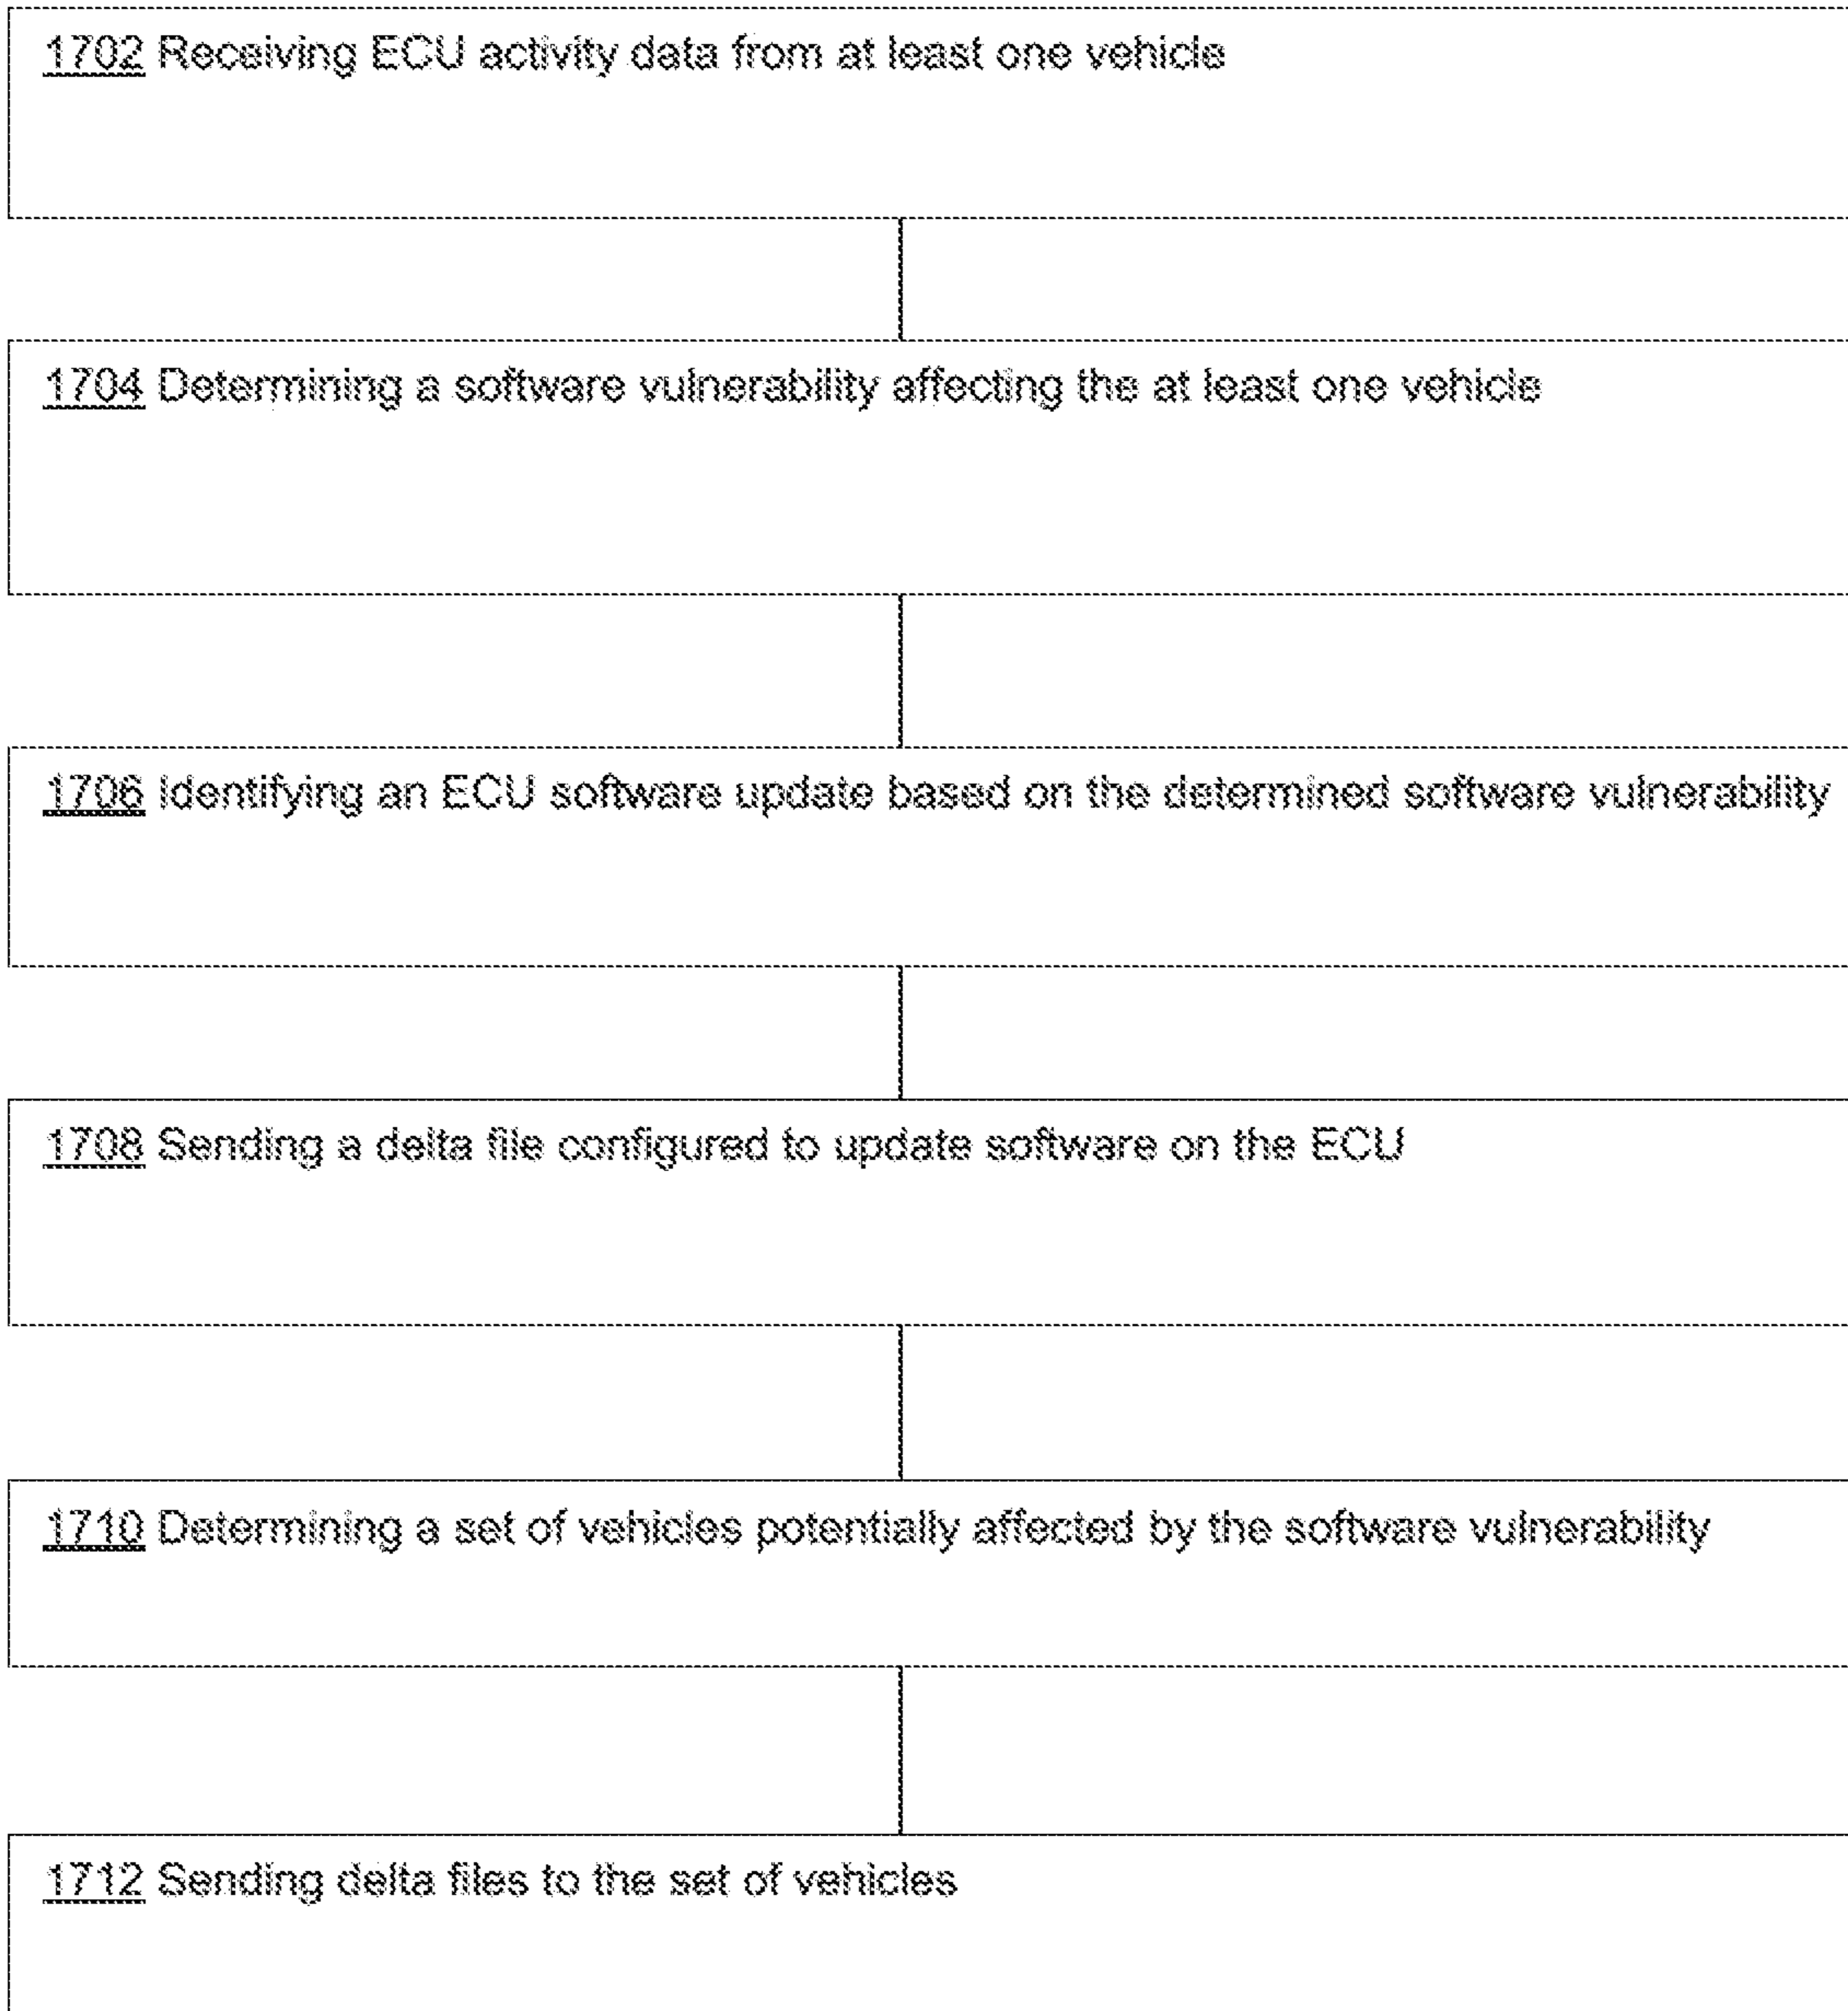 1702 Receiving ECU activity data from at least one vehicle
1704 Determining a software vulnerability affecting the at least one vehicle
1706 Identifying an ECU software update based on the determined software vulnerability
1708 Sending a delta file configured to update software on the ECU
1710 Determining a set of vehicles potentially affected by the software vulnerability
1712 Sending delta files to the set of vehicles